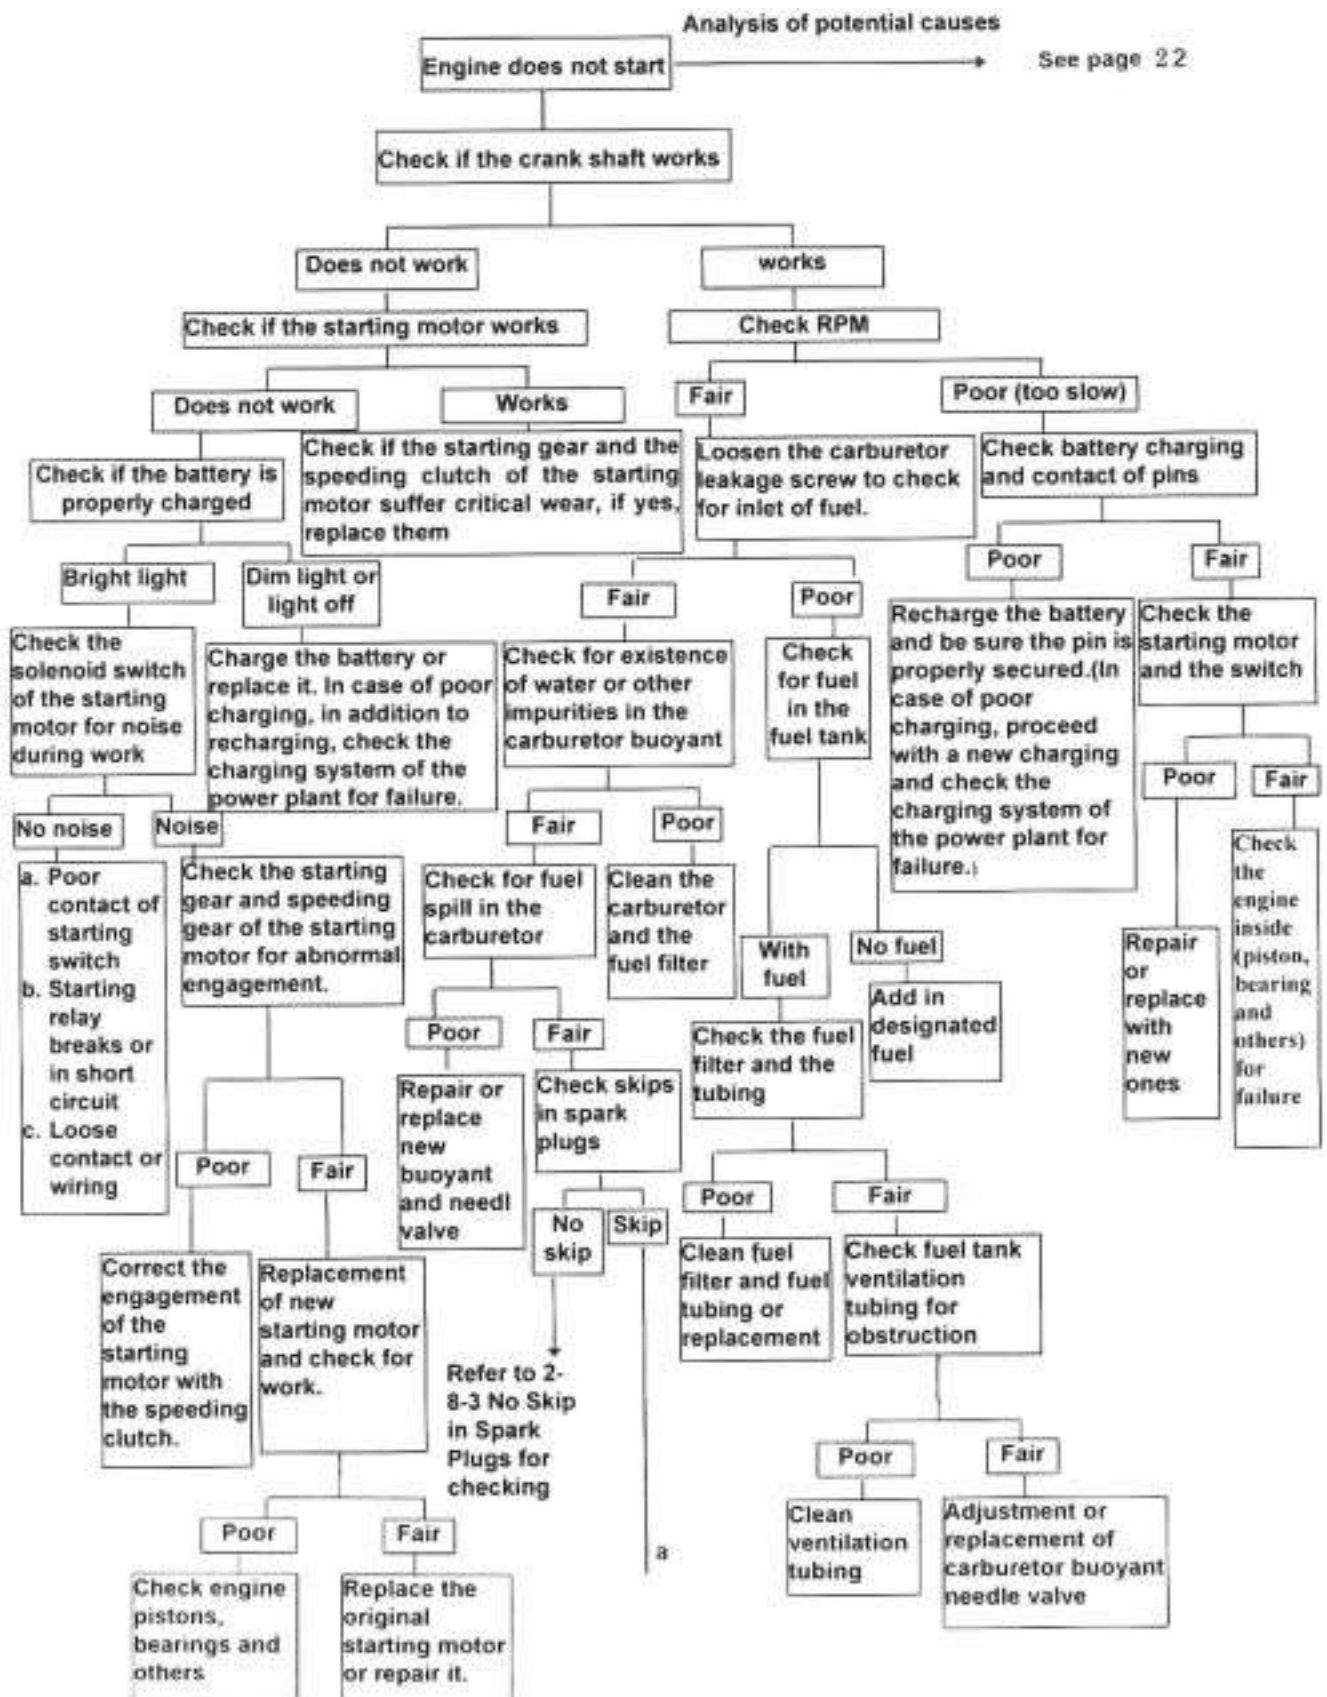 Analysis of potential causes
Engine does not start
See page 22
Check if the crank shaft works
Does not work
works
Check if the starting motor works
Check RPM
Does not work
Works
Fair
Poor (too slow)
Check if the battery is
properly charged
Check if the starting gear and the
speeding clutch of the starting
motor suffer critical wear, if yes,
replace them
Loosen the carburetor
leakage screw to check
for inlet of fuel.
Check battery charging
and contact of pins
Bright light
Dim light or
light off
Fair
Poor
Poor
Fair
Check the
solenoid switch
of the starting
motor for noise
during work
Charge the battery or
replace it. In case of poor
charging, in addition to
recharging, check the
charging system of the
power plant for failure.
Check for existence
of water or other
impurities in the
carburetor buoyant
Check
for fuel
in the
fuel tank
Recharge the battery
and be sure the pin is
properly secured.(In
case of poor
charging, proceed
with a new charging
and check the
charging system of
the power plant for
failure.)
Check the
starting motor
and the switch
Poor
Fair
No noise
Noise
Fair
Poor
a. Poor
contact of
starting
switch
b. Starting
relay
breaks or
in short
circuit
c. Loose
contact or
wiring
Check the starting
gear and speeding
gear of the starting
motor for abnormal
engagement.
Check for fuel
spill in the
carburetor
Clean the
carburetor
and the
fuel filter
With
fuel
No fuel
Repair
or
replace
with
new
ones
Check
the
engine
inside
(piston,
bearing
and
others)
for
failure
Poor
Fair
Check the fuel
filter and the
tubing
Add in
designated
fuel
Poor
Fair
Repair or
replace
new
buoyant
and needl
valve
Check skips
in spark
plugs
Poor
Fair
No
skip
Skip
Correct the
engagement
of the
starting
motor with
the speeding
clutch.
Replacement
of new
starting motor
and check for
work.
Clean fuel
filter and fuel
tubing or
replacement
Check fuel tank
ventilation
tubing for
obstruction
Refer to 2-
8-3 No Skip
in Spark
Plugs for
checking
Poor
Fair
Poor
Fair
a
Clean
ventilation
tubing
Adjustment or
replacement of
carburetor buoyant
needle valve
Check engine
pistons,
bearings and
others
Replace the
original
starting motor
or repair it.